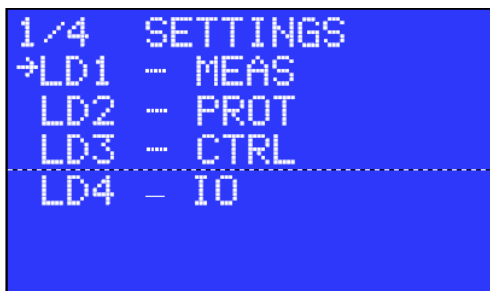 1/4 SETTINGS
→LD1 – MEAS
LD2 – PROT
LD3 – CTRL
LD4 – IO